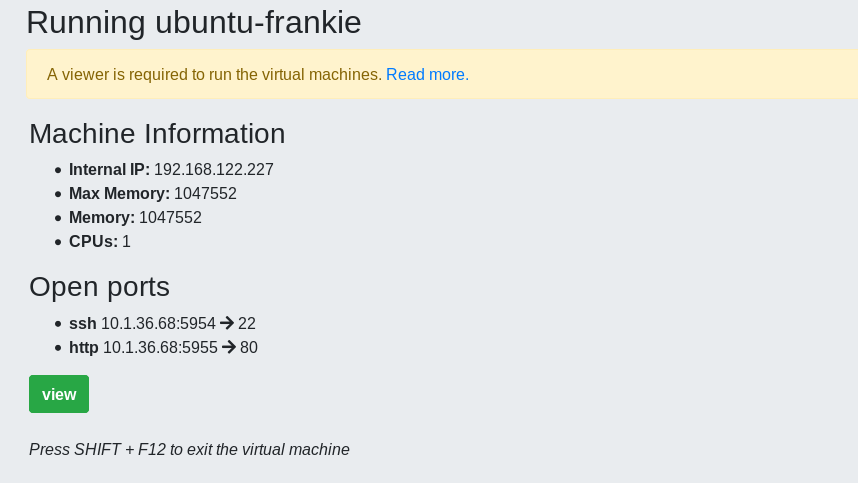 Running ubuntu-frankie
A viewer is required to run the virtual machines. Read more.
Machine Information
• Internal IP: 192.168.122.227
• Max Memory: 1047552
• Memory: 1047552
• CPUs: 1
Open ports
• ssh 10.1.36.68:5954 → 22
• http 10.1.36.68:5955 → 80
view
Press SHIFT + F12 to exit the virtual machine